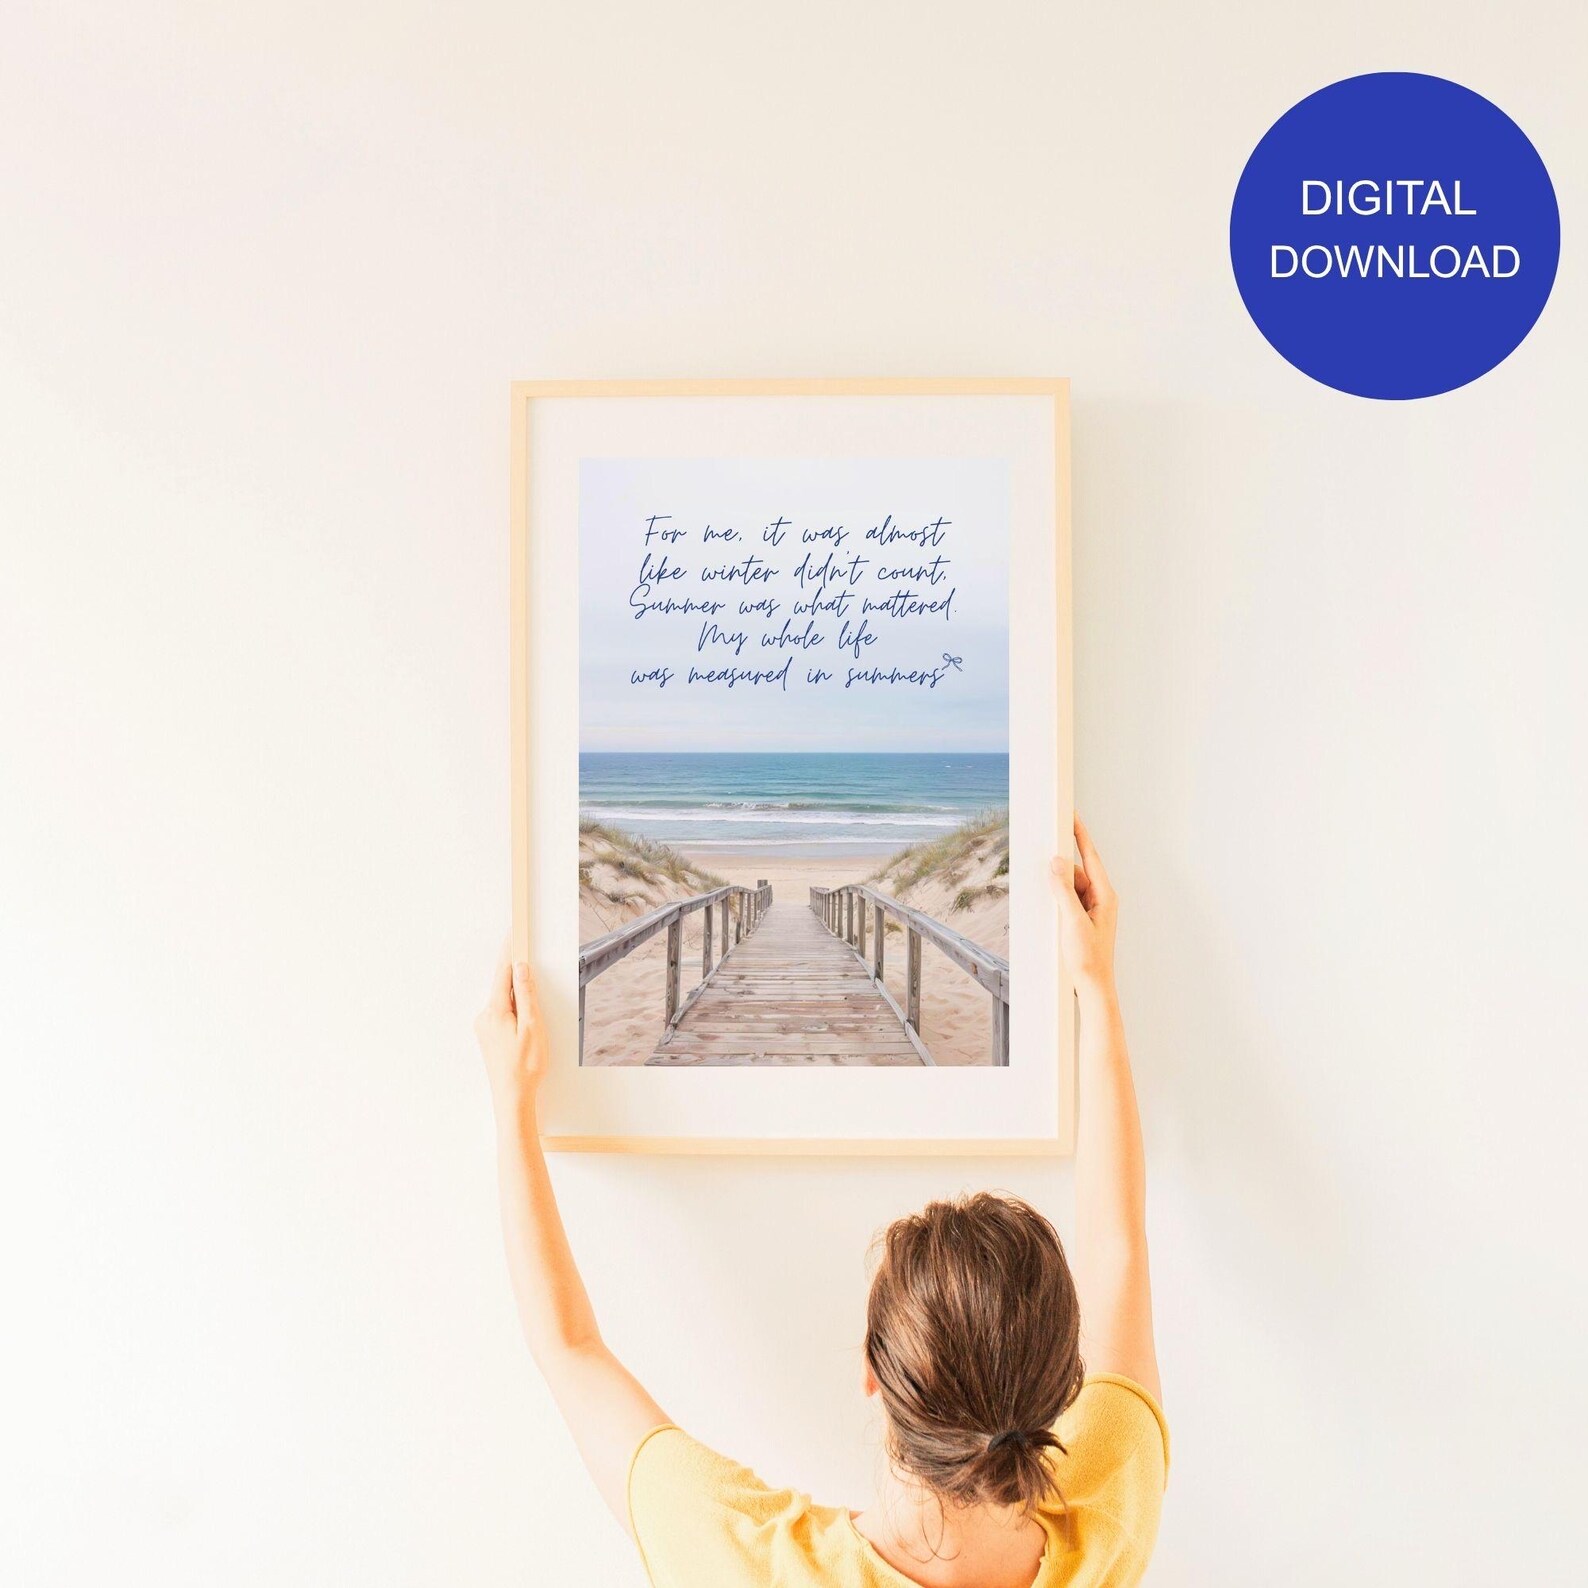 DIGITAL
DOWNLOAD
For me, it was almost
like winter didn't count.
Summer was what mattered.
My whole life
was measured in summers